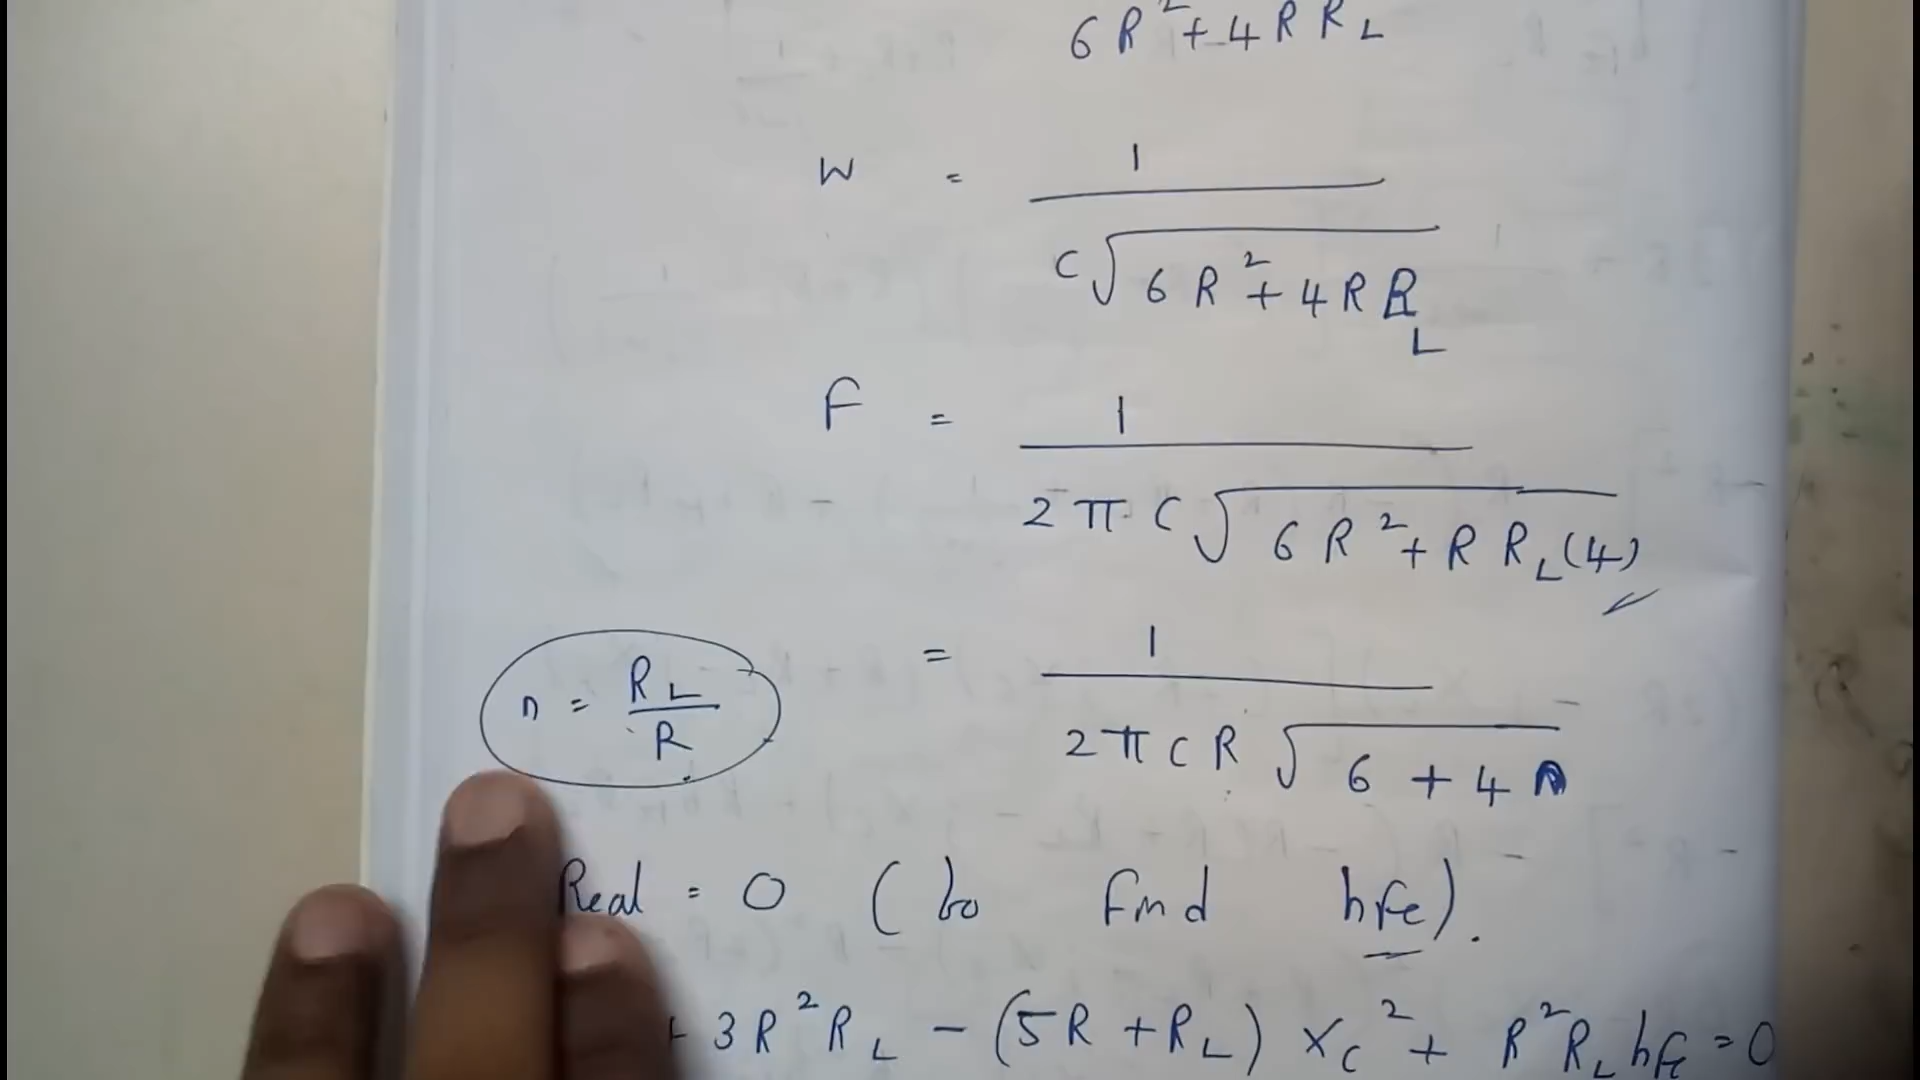 6R²+4RR_L
W = 1 / C√(6R²+4RR_L)
F = 1 / 2πC√(6R²+RR_L(4))
n = R_L / R
= 1 / 2πCR√(6+4n)
Real = 0 (to find hfe).
+ 3R²R_L - (5R+R_L) Xc² + R²R_L hfe = 0